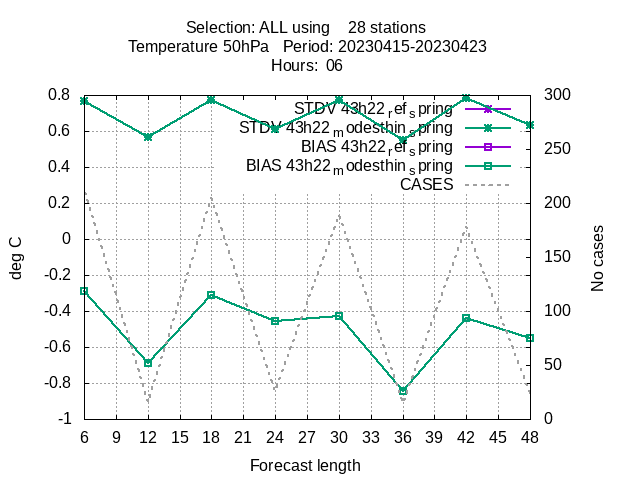 Selection: ALL using    28 stations
Temperature 50hPa   Period: 20230415-20230423
Hours:  06
STDV 43h22_ref_spring
STDV 43h22_modesthin_spring
BIAS 43h22_ref_spring
BIAS 43h22_modesthin_spring
CASES
deg C
0.8
0.6
0.4
0.2
0
-0.2
-0.4
-0.6
-0.8
-1
300
250
200
150
100
50
0
No cases
6 9 12 15 18 21 24 27 30 33 36 39 42 45 48
Forecast length